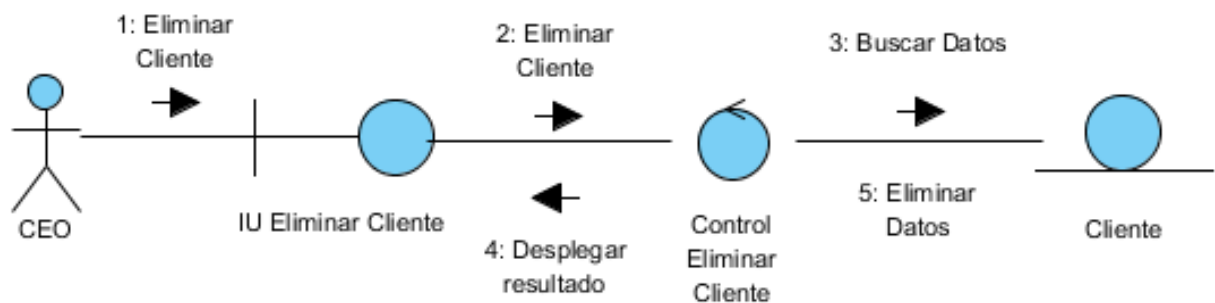 1: Eliminar
Cliente
2: Eliminar
Cliente
3: Buscar Datos
CEO
IU Eliminar Cliente
4: Desplegar
resultado
Control
Eliminar
Cliente
5: Eliminar
Datos
Cliente